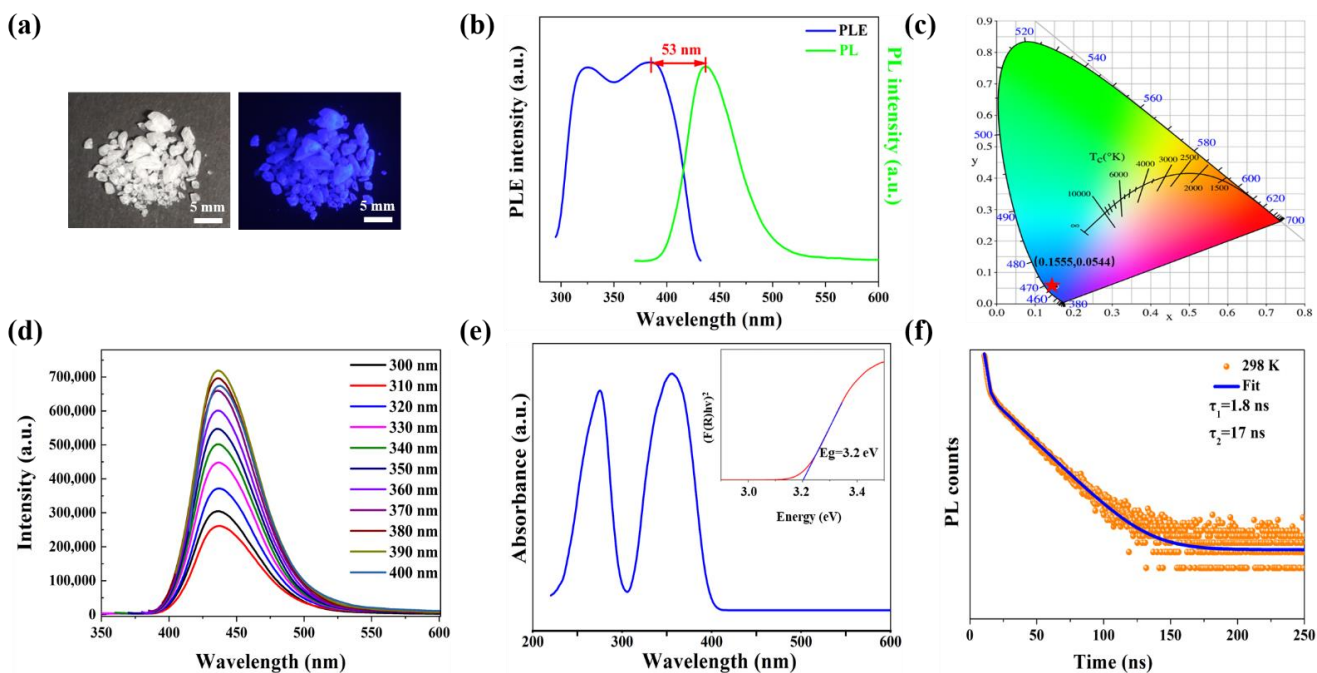 (a)
5 mm
5 mm
(b)
PLE
PL
53 nm
PLE intensity (a.u.)
PL intensity (a.u.)
300 350 400 450 500 550 600
Wavelength (nm)
(c)
0.9
0.8
0.7
0.6
0.5
y
0.4
0.3
0.2
0.1
0.0
520
540
560
580
600
620
700
500
490
480
470
460
380
Tc(°K)
10000
6000
4000
3000
2500
2000
1500
∞
(0.1555,0.0544)
0.0 0.1 0.2 0.3 0.4 0.5 0.6 0.7 0.8
x
(d)
Intensity (a.u.)
700,000
600,000
500,000
400,000
300,000
200,000
100,000
0
300 nm
310 nm
320 nm
330 nm
340 nm
350 nm
360 nm
370 nm
380 nm
390 nm
400 nm
350 400 450 500 550 600
Wavelength (nm)
(e)
Absorbance (a.u.)
(F(R)hν)²
Eg=3.2 eV
3.0 3.2 3.4
Energy (eV)
200 300 400 500 600
Wavelength (nm)
(f)
PL counts
298 K
Fit
τ₁=1.8 ns
τ₂=17 ns
0 50 100 150 200 250
Time (ns)